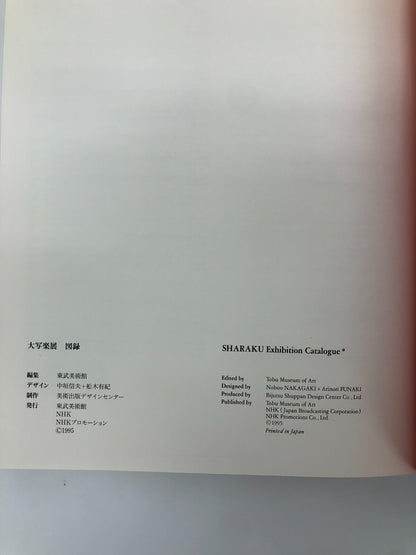 大写楽展 図録
編集 東武美術館
デザイン 中垣信夫+舩木有紀
制作 美術出版デザインセンター
発行 東武美術館
NHK
NHKプロモーション
©1995
SHARAKU Exhibition Catalogue
Edited by Tobu Museum of Art
Designed by Nobuo NAKAGAKI + Arinori FUNAKI
Produced by Bijutsu Shuppan Design Center Co., Ltd
Published by Tobu Museum of Art
NHK (Japan Broadcasting Corporation)
NHK Promotions Co., Ltd.
©1995
Printed in Japan